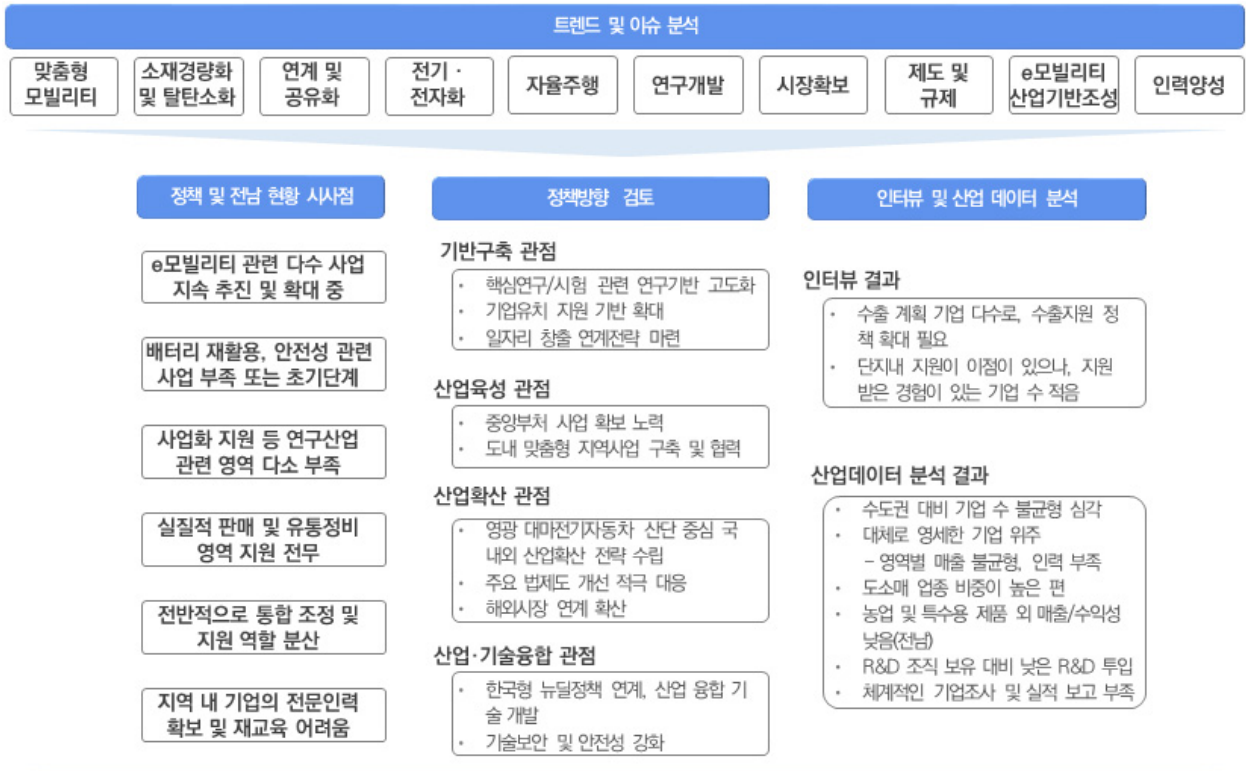 트렌드 및 이슈 분석
맞춤형
모빌리티
소재경량화
및 탈탄소화
연계 및
공유화
전기 ·
전자화
자율주행
연구개발
시장확보
제도 및
규제
e모빌리티
산업기반조성
인력양성
정책 및 전남 현황 시사점
e모빌리티 관련 다수 사업
지속 추진 및 확대 중
배터리 재활용, 안전성 관련
사업 부족 또는 초기단계
사업화 지원 등 연구산업
관련 영역 다소 부족
실질적 판매 및 유통정비
영역 지원 전무
전반적으로 통합 조정 및
지원 역할 분산
지역 내 기업의 전문인력
확보 및 재교육 어려움
정책방향 검토
기반구축 관점
· 핵심연구/시험 관련 연구기반 고도화
· 기업유치 지원 기반 확대
· 일자리 창출 연계전략 마련
산업육성 관점
· 중앙부처 사업 확보 노력
· 도내 맞춤형 지역사업 구축 및 협력
산업확산 관점
· 영광 대마전기자동차 산단 중심 국
내외 산업확산 전략 수립
· 주요 법제도 개선 적극 대응
· 해외시장 연계 확산
산업·기술융합 관점
· 한국형 뉴딜정책 연계, 산업 융합 기
술 개발
· 기술보안 및 안전성 강화
인터뷰 및 산업 데이터 분석
인터뷰 결과
· 수출 계획 기업 다수로, 수출지원 정
책 확대 필요
· 단지내 지원이 이점이 있으나, 지원
받은 경험이 있는 기업 수 적음
산업데이터 분석 결과
· 수도권 대비 기업 수 불균형 심각
· 대체로 영세한 기업 위주
– 영역별 매출 불균형, 인력 부족
· 도소매 업종 비중이 높은 편
· 농업 및 특수용 제품 외 매출/수익성
낮음(전남)
· R&D 조직 보유 대비 낮은 R&D 투입
· 체계적인 기업조사 및 실적 보고 부족